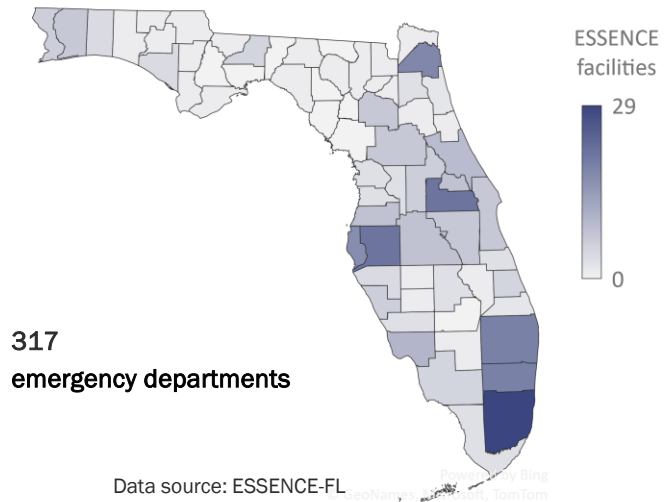 ESSENCE
facilities
29
0
317
emergency departments
Data source: ESSENCE-FL
Powered by Bing
© GeoNames, Microsoft, TomTom